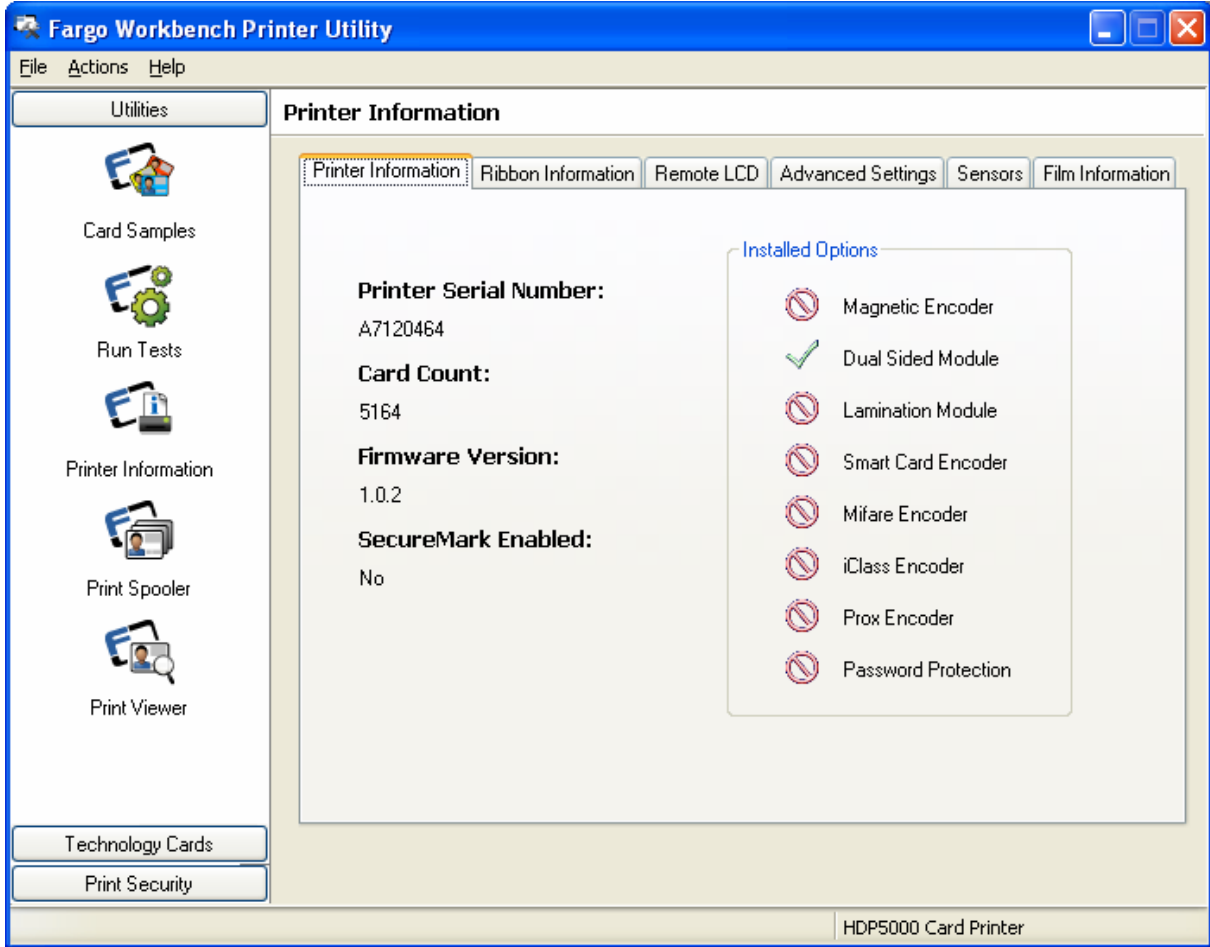 Fargo Workbench Printer Utility
File Actions Help
Utilities
Card Samples
Run Tests
Printer Information
Print Spooler
Print Viewer
Technology Cards
Print Security
Printer Information
Printer Information Ribbon Information Remote LCD Advanced Settings Sensors Film Information
Printer Serial Number:
A7120464
Card Count:
5164
Firmware Version:
1.0.2
SecureMark Enabled:
No
Installed Options
Magnetic Encoder
Dual Sided Module
Lamination Module
Smart Card Encoder
Mifare Encoder
iClass Encoder
Prox Encoder
Password Protection
HDP5000 Card Printer